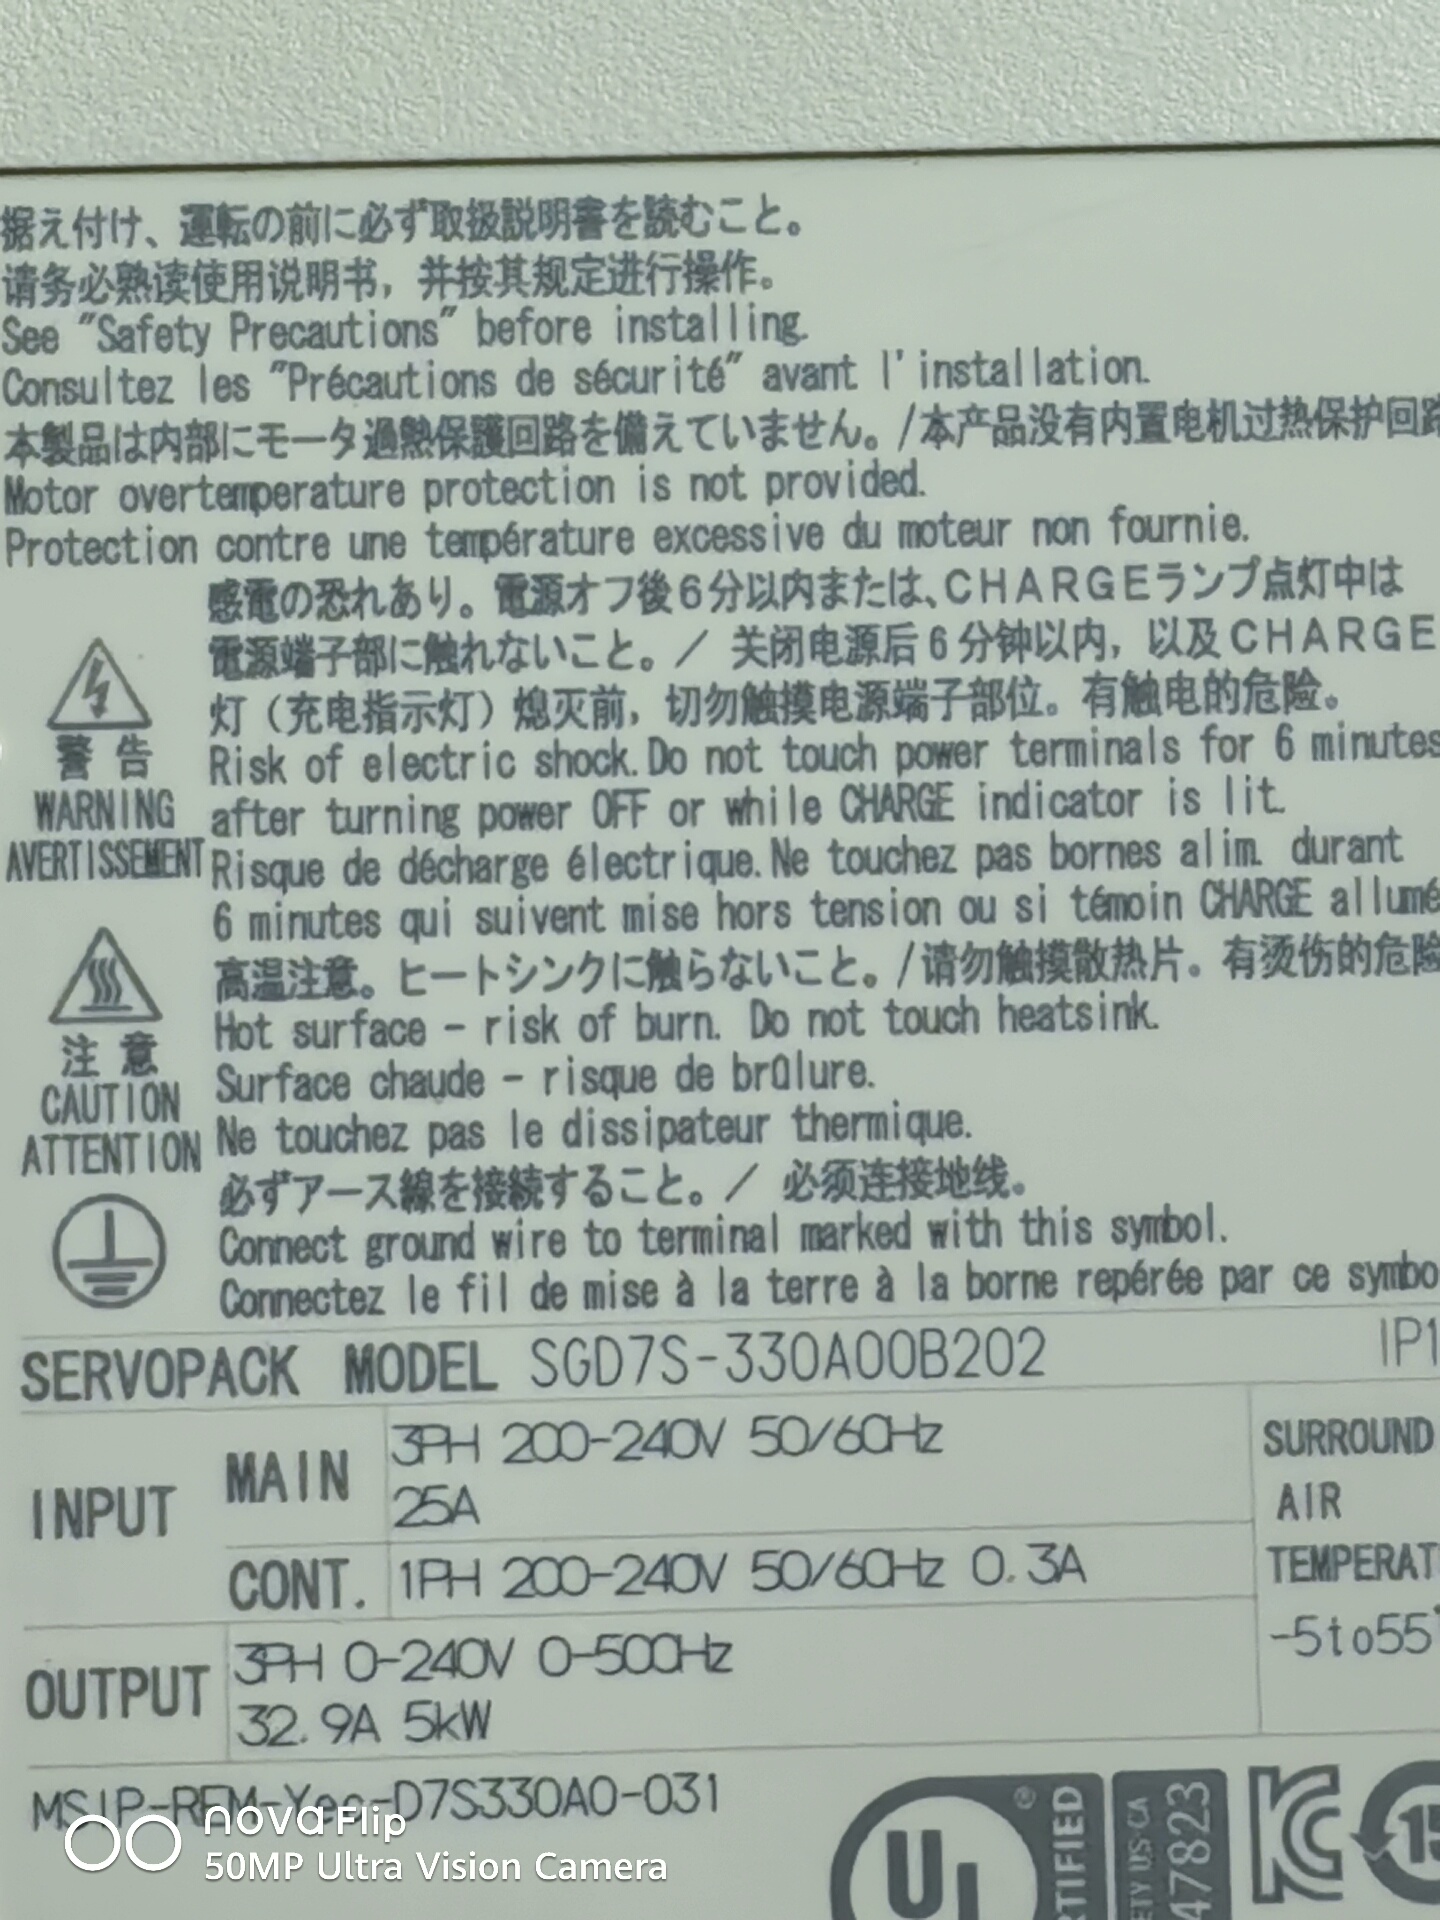 据え付け、運転の前に必ず取扱説明書を読むこと。
请务必熟读使用说明书，并按其规定进行操作。
See "Safety Precautions" before installing.
Consultez les "Précautions de sécurité" avant l'installation.
本製品は内部にモータ過熱保護回路を備えていません。/本产品没有内置电机过热保护回路
Motor overtemperature protection is not provided.
Protection contre une température excessive du moteur non fournie.
感電の恐れあり。電源オフ後6分以内または、CHARGEランプ点灯中は
電源端子部に触れないこと。／ 关闭电源后6分钟以内，以及CHARGE
灯（充电指示灯）熄灭前，切勿触摸电源端子部位。有触电的危险。
警告
WARNING
AVERTISSEMENT
Risk of electric shock. Do not touch power terminals for 6 minutes
after turning power OFF or while CHARGE indicator is lit.
Risque de décharge électrique. Ne touchez pas bornes alim. durant
6 minutes qui suivent mise hors tension ou si témoin CHARGE allumé
高温注意。ヒートシンクに触らないこと。/请勿触摸散热片。有烫伤的危险
注意
CAUTION
ATTENTION
Hot surface - risk of burn. Do not touch heatsink.
Surface chaude - risque de brûlure.
Ne touchez pas le dissipateur thermique.
必ずアース線を接続すること。／ 必须连接地线。
Connect ground wire to terminal marked with this symbol.
Connectez le fil de mise à la terre à la borne repérée par ce symbo
SERVOPACK MODEL SGD7S-330A00B202 IP1
INPUT MAIN 3PH 200-240V 50/60Hz
25A
CONT. 1PH 200-240V 50/60Hz 0.3A
OUTPUT 3PH 0-240V 0-500Hz
32.9A 5kW
SURROUND
AIR
TEMPERAT
-5to55°
MSIP-REM-Yec-D7S330A0-031
UL ®
TIFIED
ETY US CA
47823
KC
15
nova Flip
50MP Ultra Vision Camera